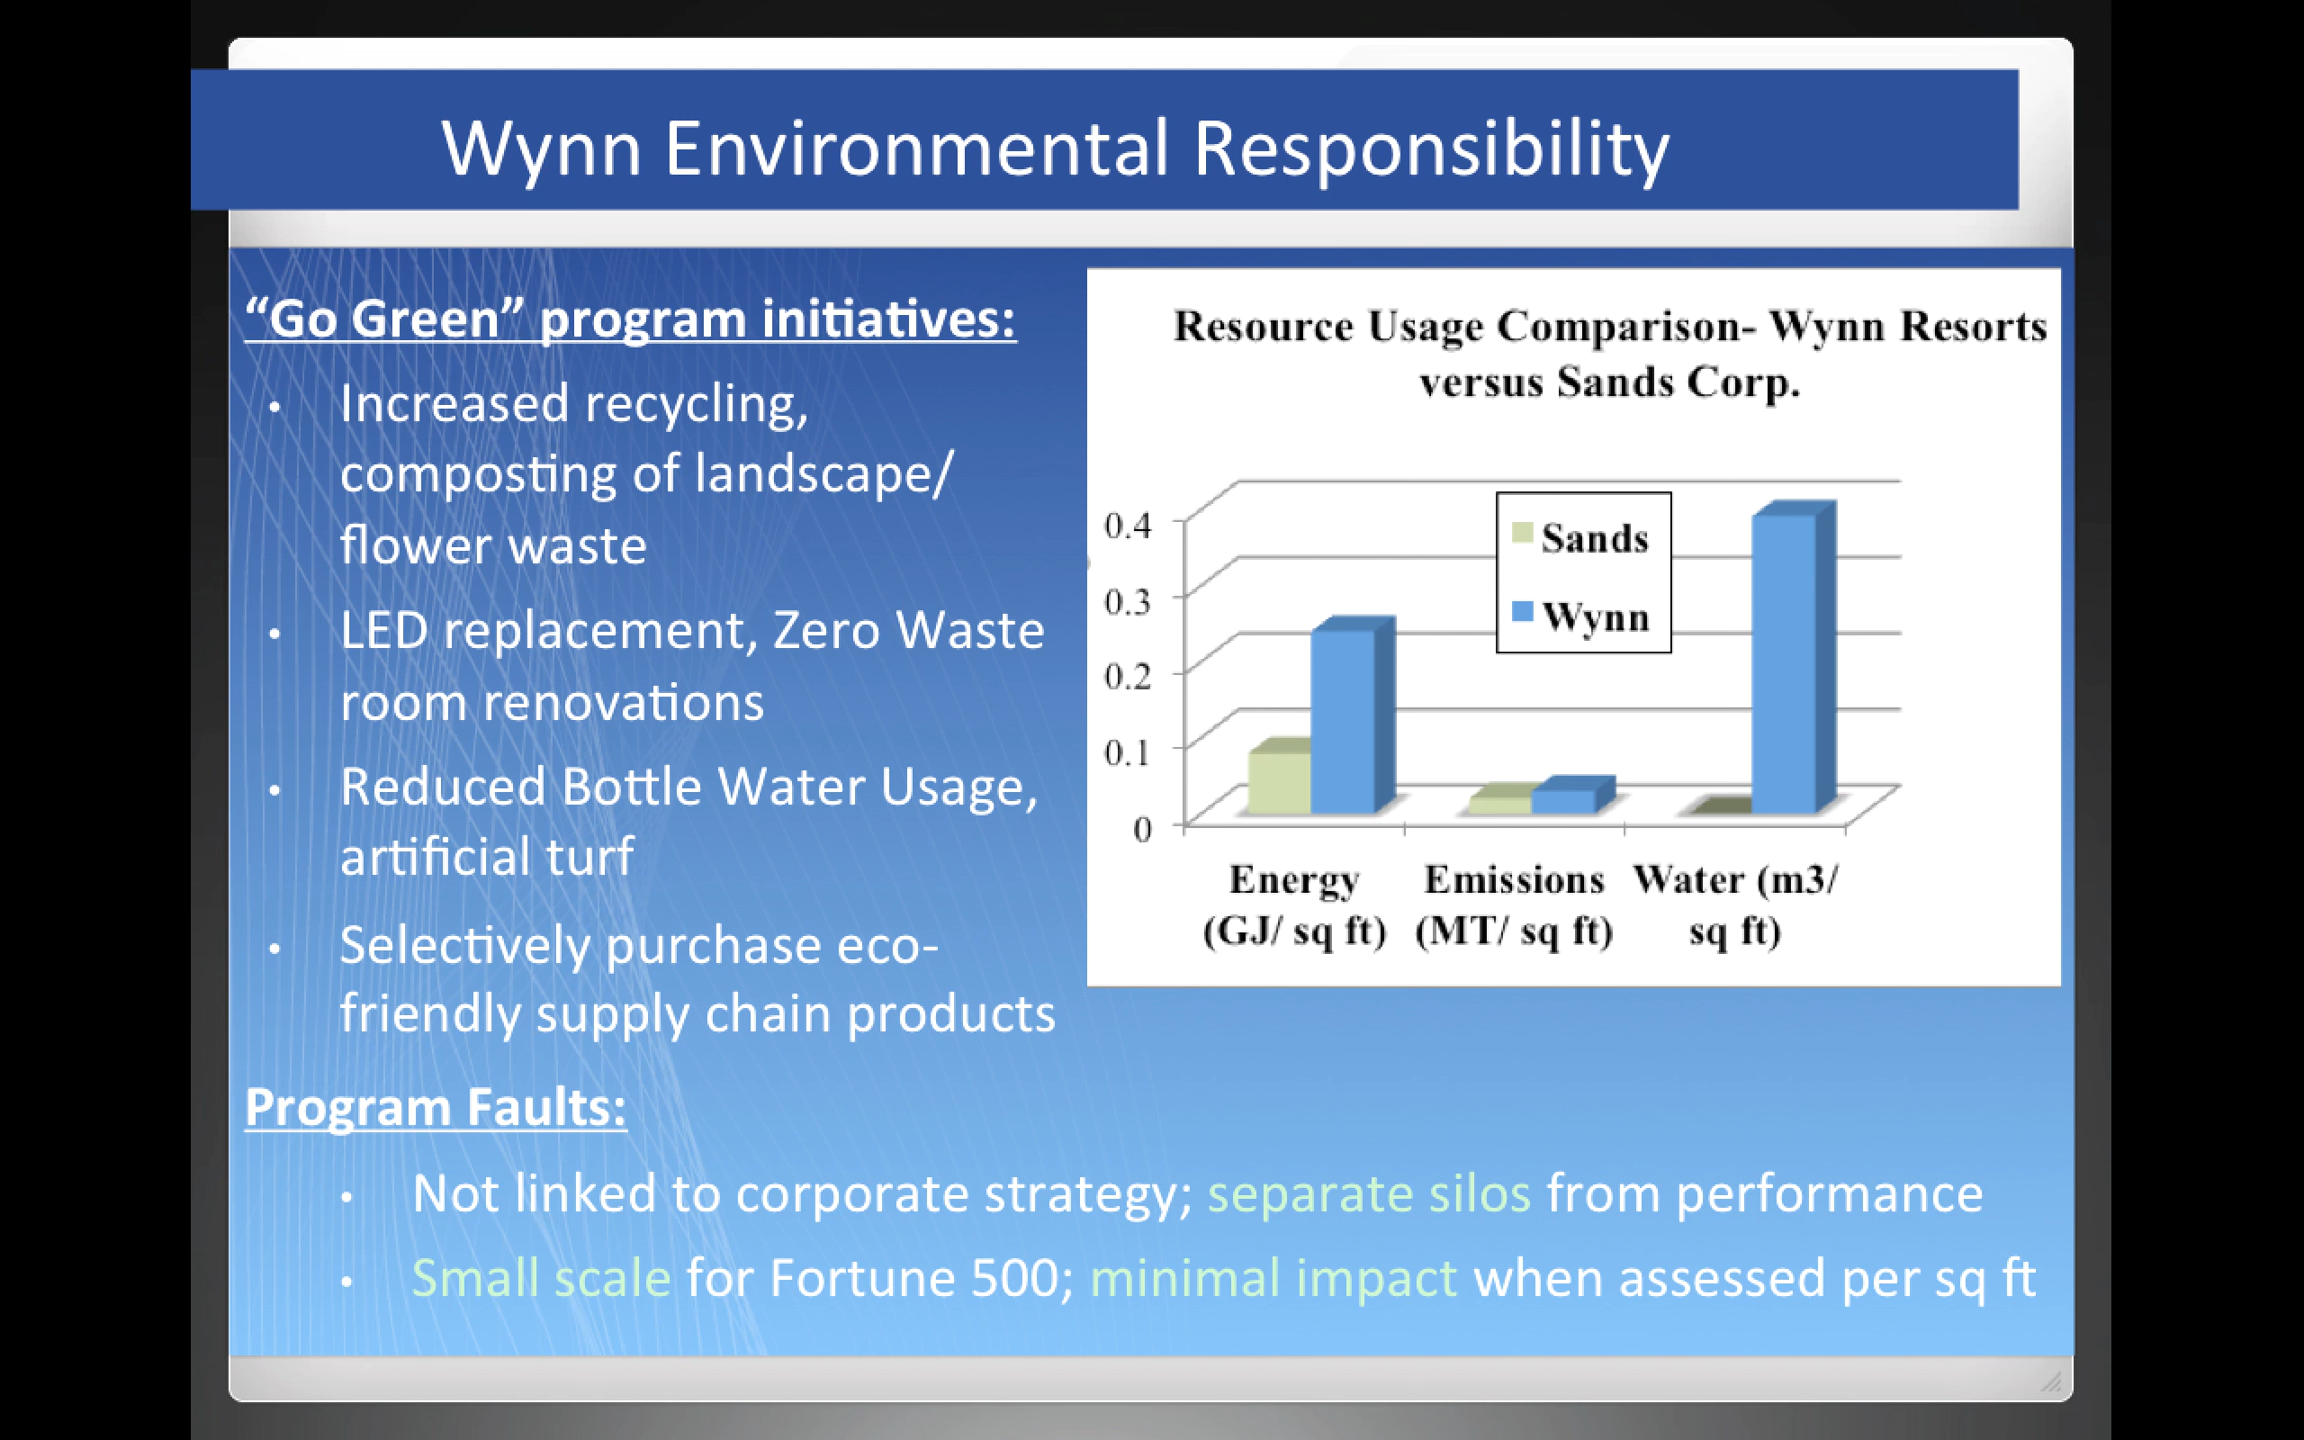 Wynn Environmental Responsibility
“Go Green” program initiatives:
• Increased recycling,
composting of landscape/
flower waste
• LED replacement, Zero Waste
room renovations
• Reduced Bottle Water Usage,
artificial turf
• Selectively purchase eco-
friendly supply chain products
Resource Usage Comparison- Wynn Resorts
versus Sands Corp.
0.4
0.3
0.2
0.1
0
Sands
Wynn
Energy
(GJ/ sq ft)
Emissions
(MT/ sq ft)
Water (m3/
sq ft)
Program Faults:
• Not linked to corporate strategy; separate silos from performance
• Small scale for Fortune 500; minimal impact when assessed per sq ft